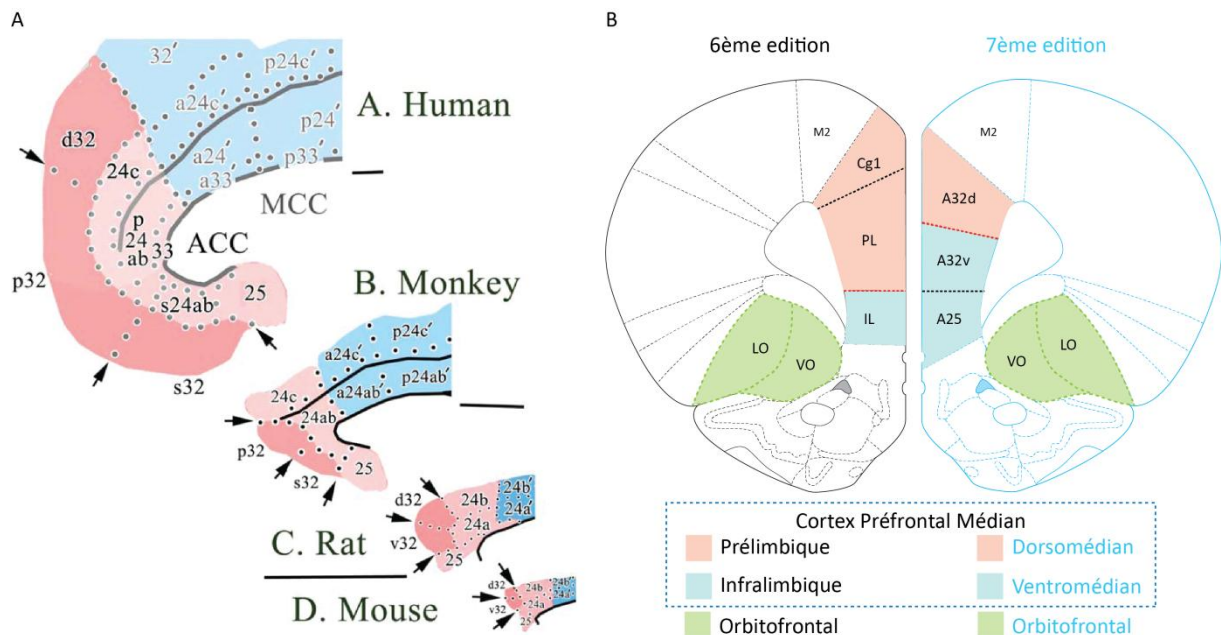 A
32′
p24c′
a24c′
A. Human
d32
24c
a24′
p24′
a33′
p33′
MCC
p
24
ab
33
ACC
p32
s24ab
25
s32
B. Monkey
p24c′
a24c′
p24ab′
a24ab′
24c
24ab
p32
s32
25
d32
24b
24b′
24a′
24a
v32
25
C. Rat
d32
24b
24b′
24a′
24a
v32
25
D. Mouse
B
6ème edition
7ème edition
M2
M2
Cg1
A32d
PL
A32v
IL
A25
LO
VO
VO
LO
Cortex Préfrontal Médian
Prélimbique
Dorsomédian
Infralimbique
Ventromédian
Orbitofrontal
Orbitofrontal